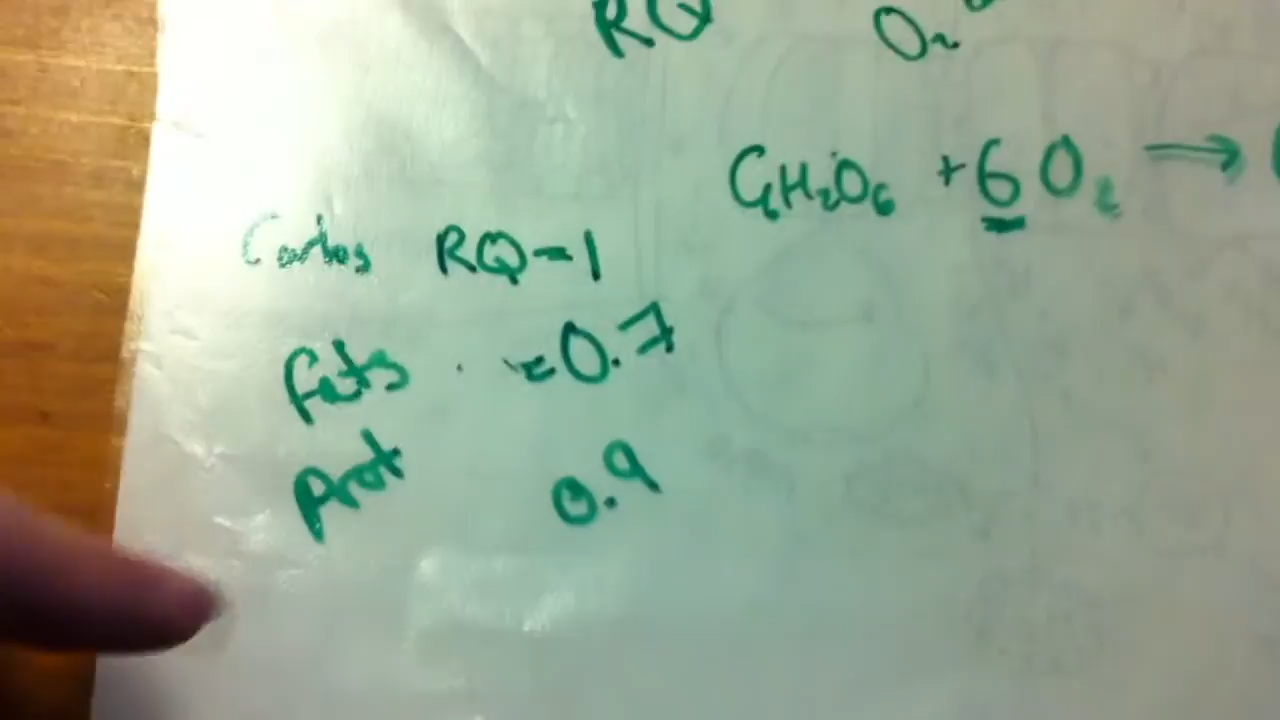 RQ O₂
C₆H₁₂O₆ + 6 O₂ →
Carbs RQ = 1
Fats = 0.7
Prot 0.9